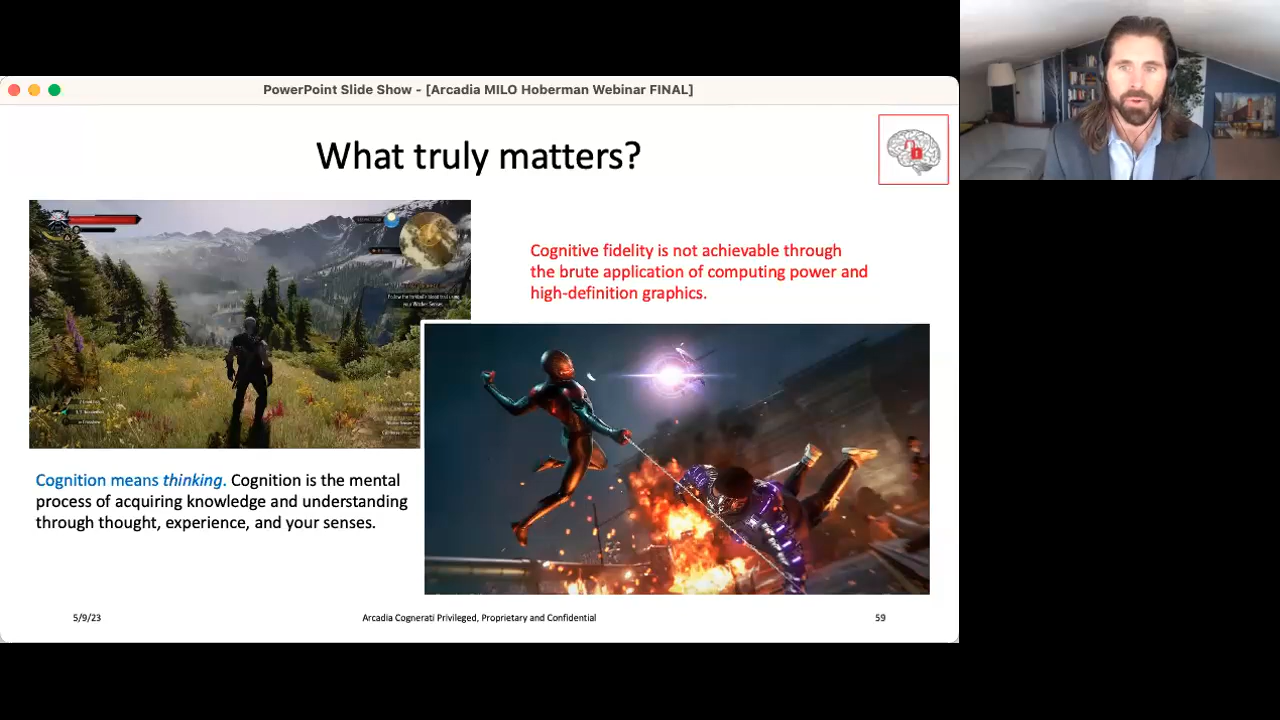 PowerPoint Slide Show - [Arcadia MILO Hoberman Webinar FINAL]
What truly matters?
Cognitive fidelity is not achievable through
the brute application of computing power and
high-definition graphics.
Cognition means thinking. Cognition is the mental
process of acquiring knowledge and understanding
through thought, experience, and your senses.
5/9/23
Arcadia Cognerati Privileged, Proprietary and Confidential
59